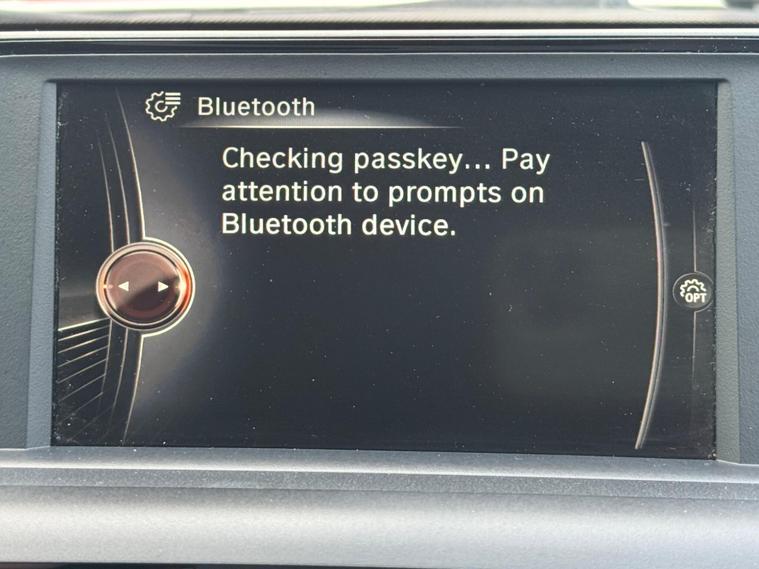 Bluetooth
Checking passkey... Pay
attention to prompts on
Bluetooth device.
OPT